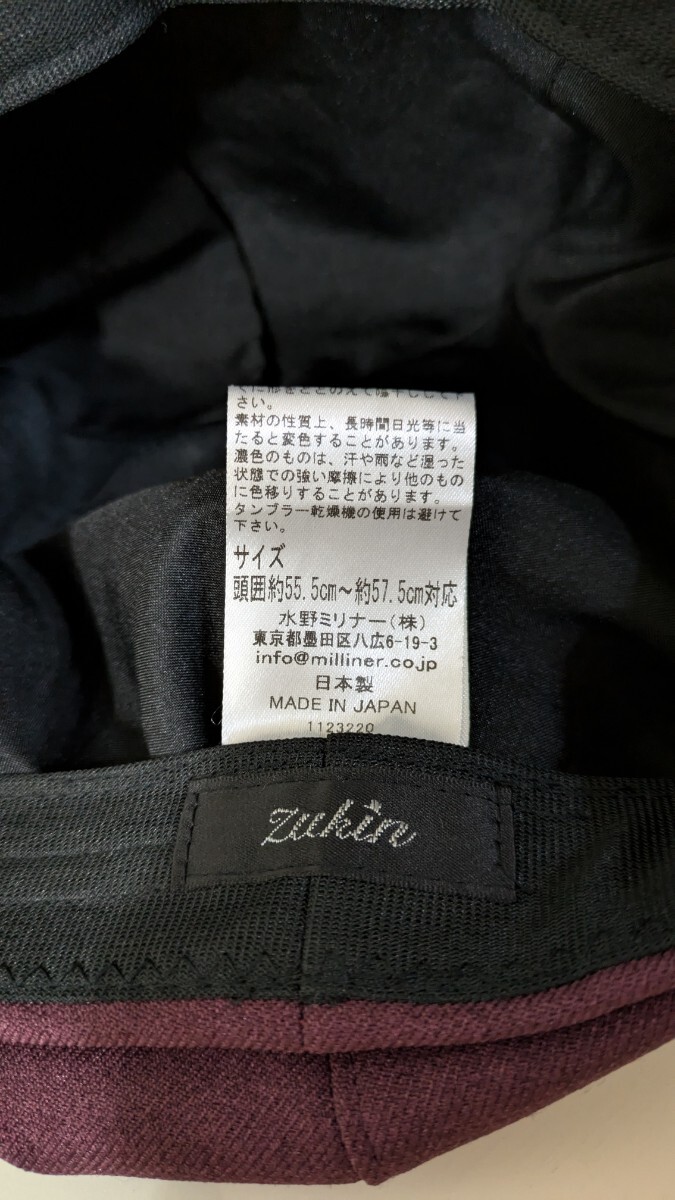 さい。
素材の性質上、長時間日光等に当
たると変色することがあります。
濃色のものは、汗や雨など湿った
状態での強い摩擦により他のもの
に色移りすることがあります。
タンブラー乾燥機の使用は避けて
下さい。
サイズ
頭囲約55.5cm～約57.5cm対応
水野ミリナー(株)
東京都墨田区八広6-19-3
info@milliner.co.jp
日本製
MADE IN JAPAN
1123220
zukin